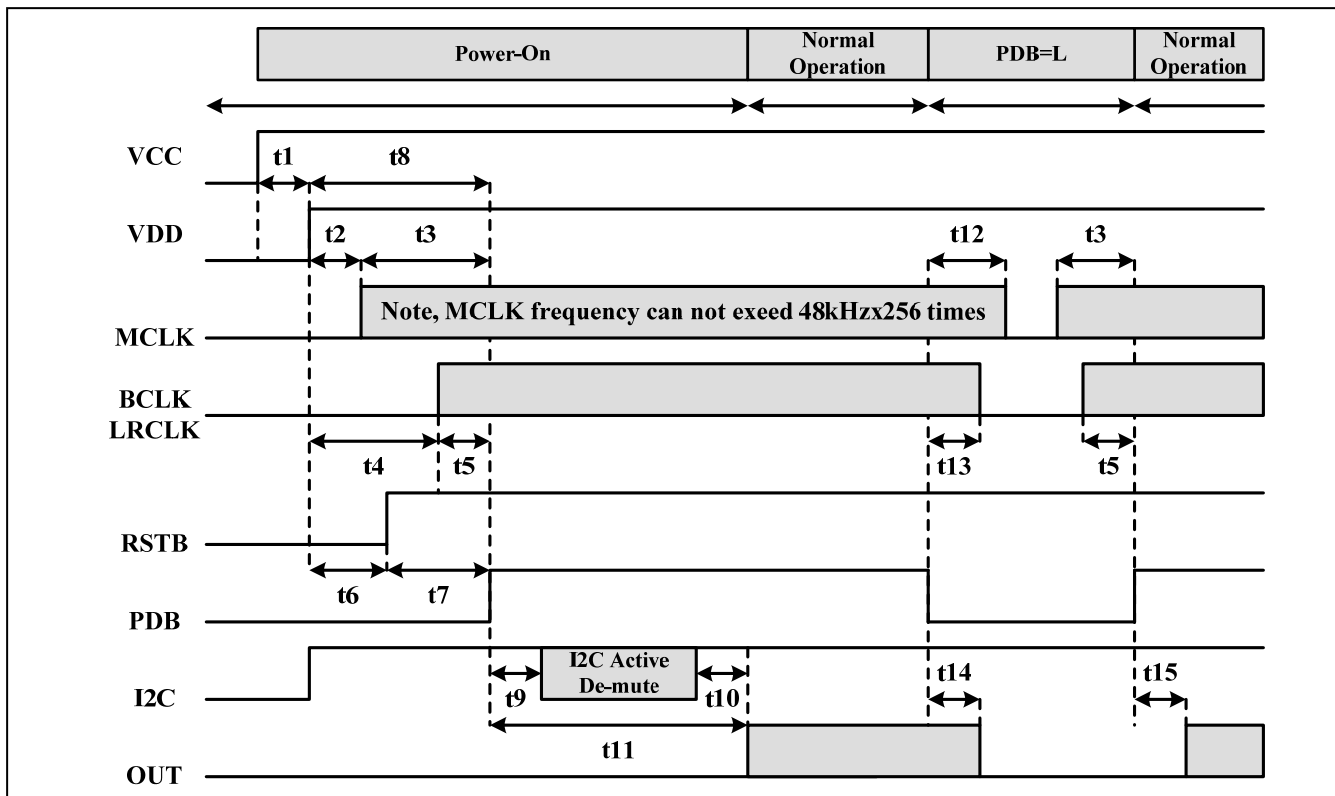 Power-On
Normal
Operation
PDB=L
Normal
Operation
VCC
t1
t8
VDD
t2
t3
t12
t3
MCLK
Note, MCLK frequency can not exeed 48kHzx256 times
BCLK
LRCLK
t4
t5
t13
t5
RSTB
t6
t7
PDB
I2C
t9
I2C Active
De-mute
t10
t14
t15
t11
OUT